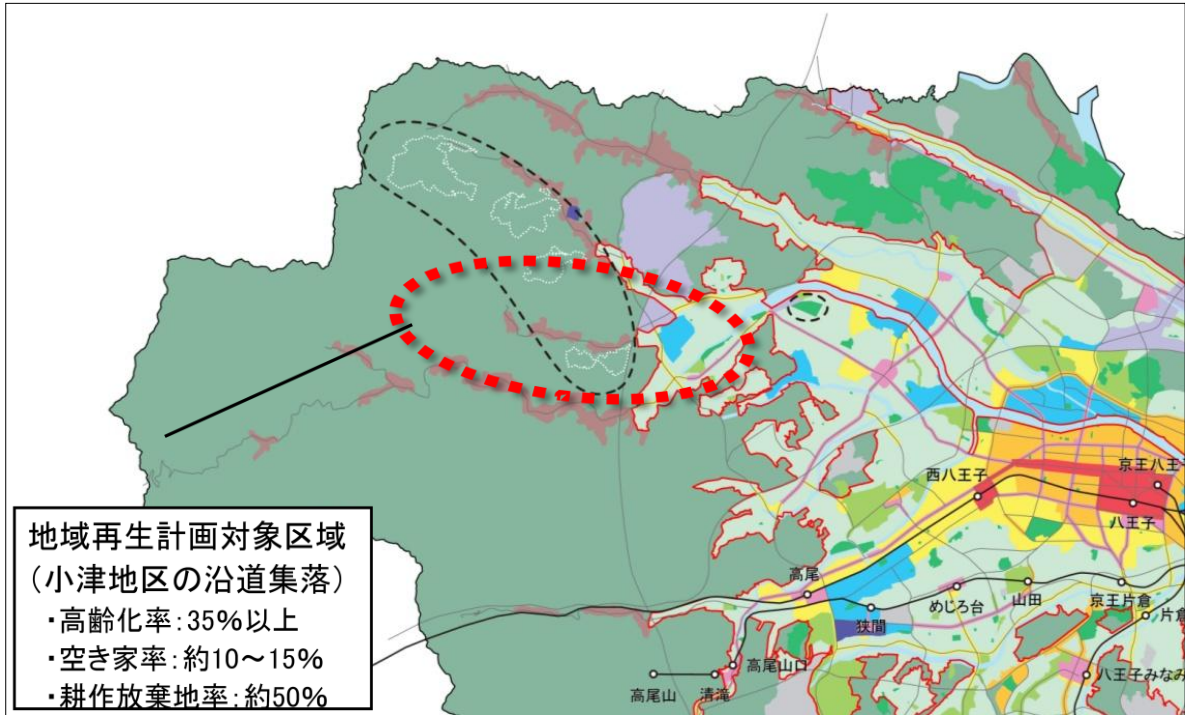 地域再生計画対象区域
(小津地区の沿道集落)
・高齢化率:35%以上
・空き家率:約10～15%
・耕作放棄地率:約50%
西八王子
京王八王子
八王子
高尾
めじろ台
山田
京王片倉
片倉
狭間
高尾山口
高尾山
清滝
八王子みなみ